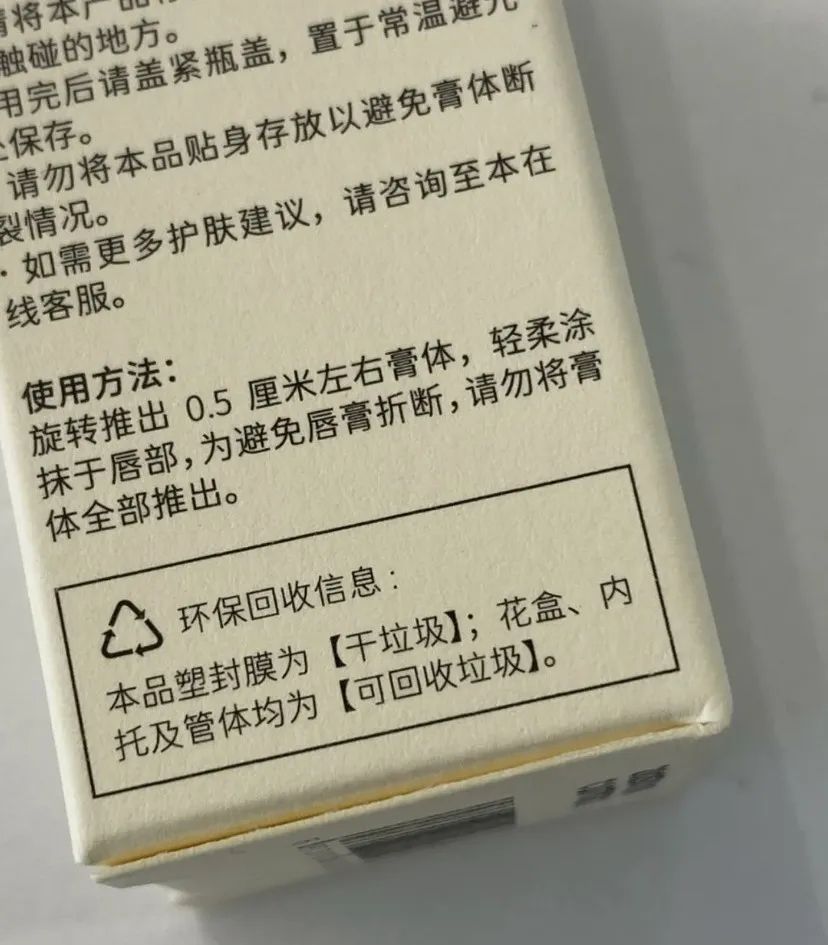 请将本产品
触碰的地方。
用完后请盖紧瓶盖，置于常温避光
处保存。
请勿将本品贴身存放以避免膏体断
裂情况。
· 如需更多护肤建议，请咨询至本在
线客服。
使用方法：
旋转推出 0.5 厘米左右膏体，轻柔涂
抹于唇部，为避免唇膏折断，请勿将膏
体全部推出。
环保回收信息：
本品塑封膜为【干垃圾】；花盒、内
托及管体均为【可回收垃圾】。